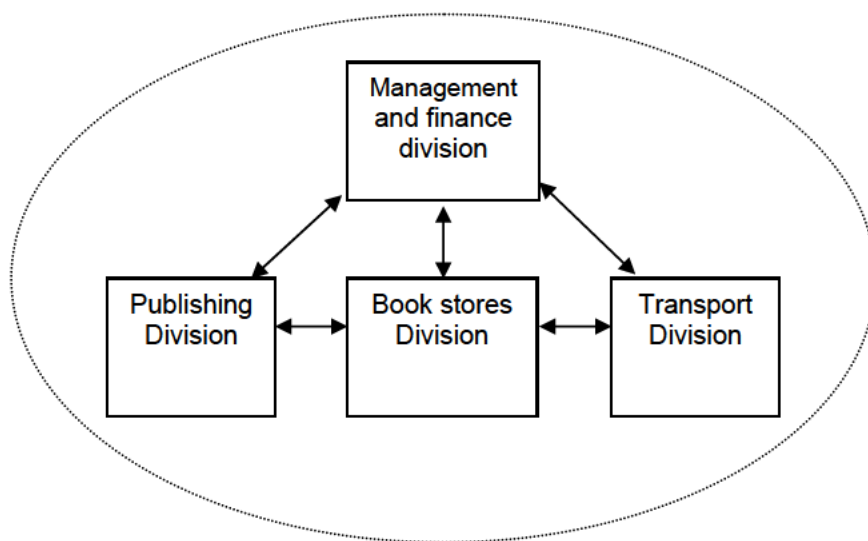 Management
and finance
division
Publishing
Division
Book stores
Division
Transport
Division